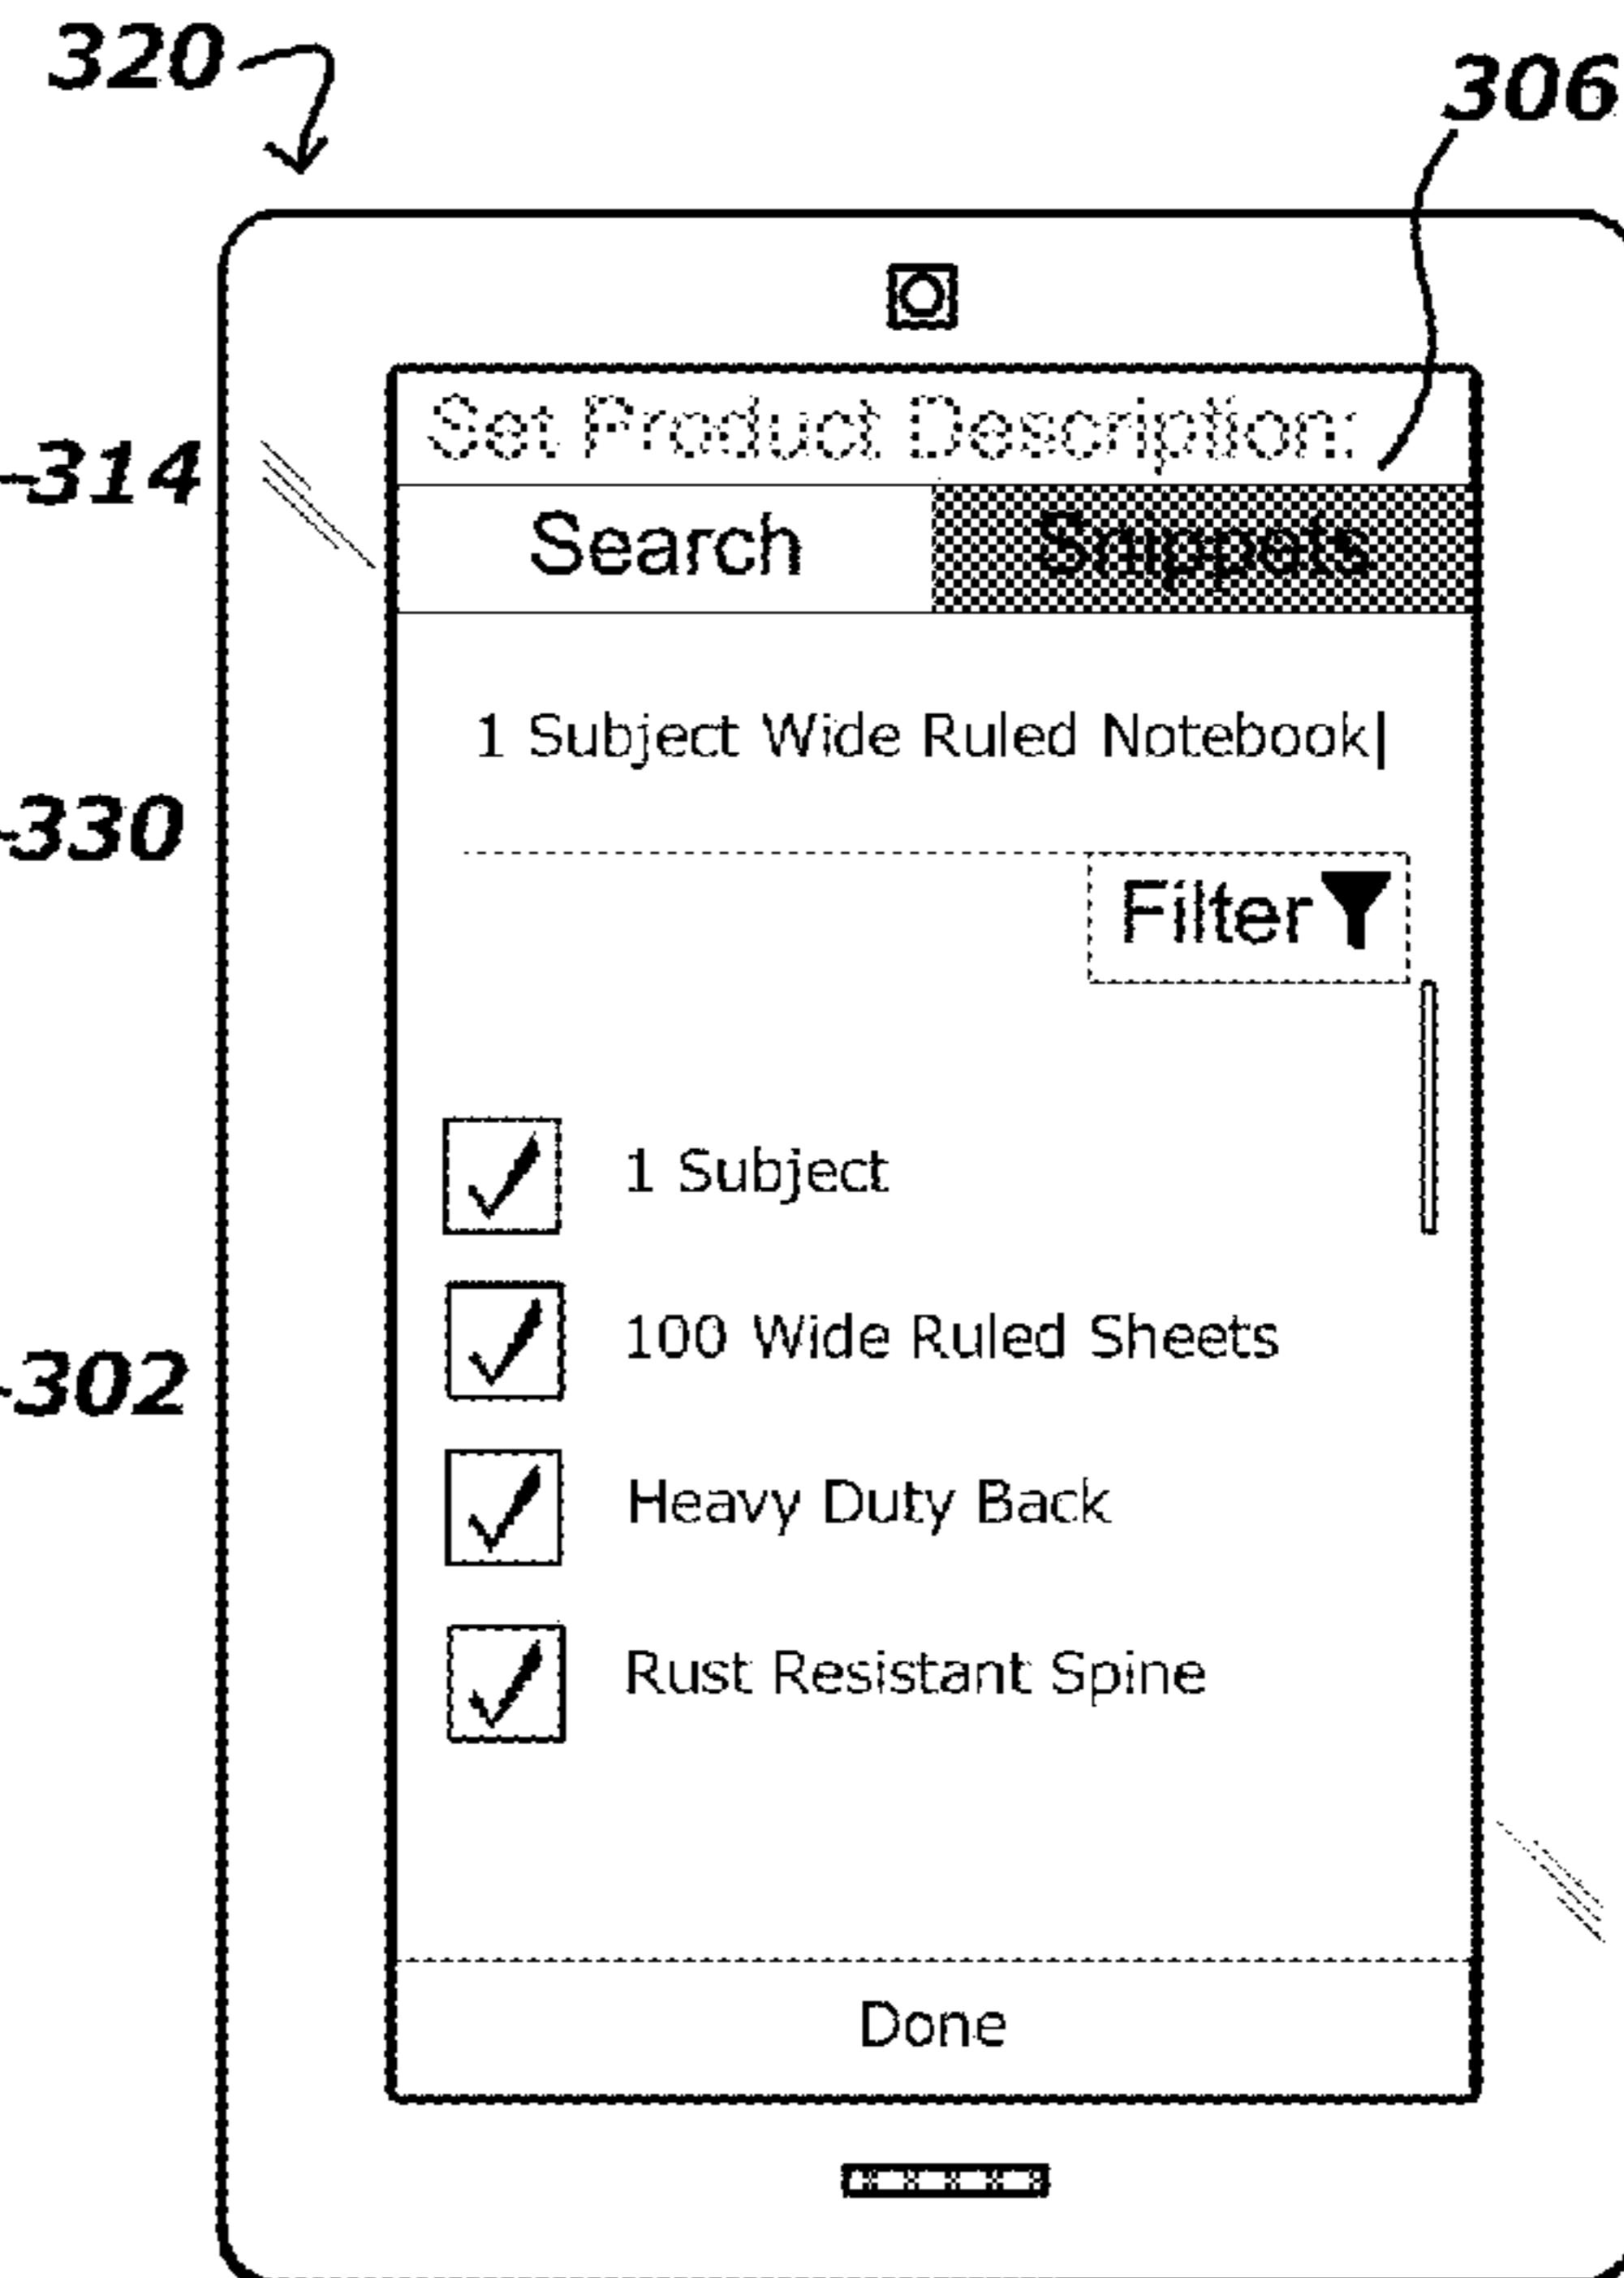 320
306
Set Product Description:
314
Search Snippets
1 Subject Wide Ruled Notebook
330
Filter
1 Subject
100 Wide Ruled Sheets
302
Heavy Duty Back
Rust Resistant Spine
Done